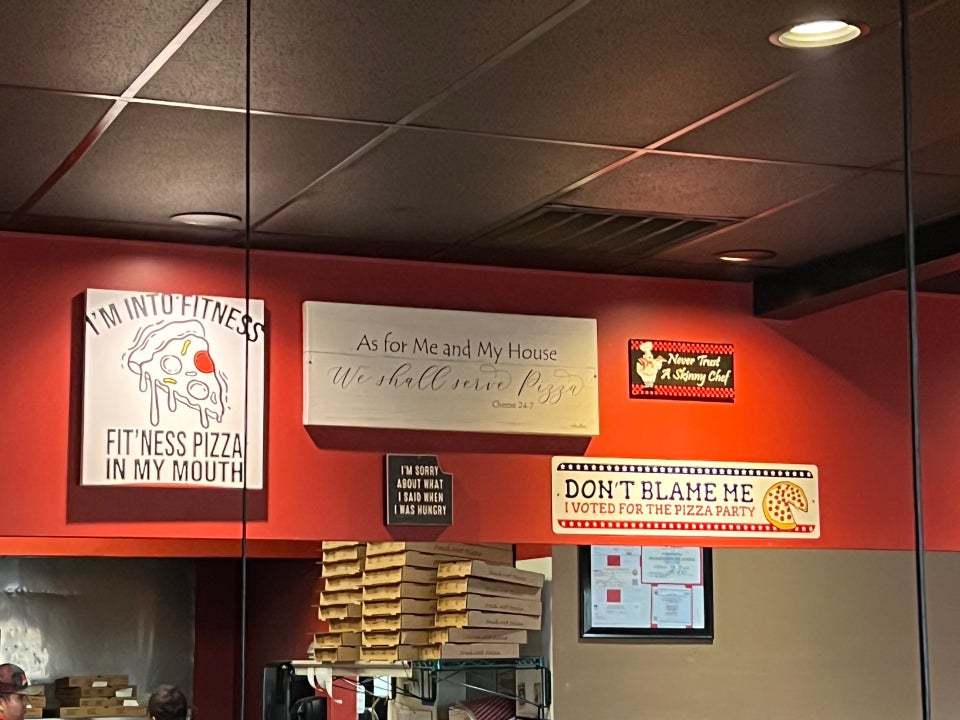 I'M INTO FITNESS
FIT'NESS PIZZA
IN MY MOUTH
As for Me and My House
We shall serve Pizza
Cheese 24:7
Never Trust
A Skinny Chef
I'M SORRY
ABOUT WHAT
I SAID WHEN
I WAS HUNGRY
DON'T BLAME ME
I VOTED FOR THE PIZZA PARTY